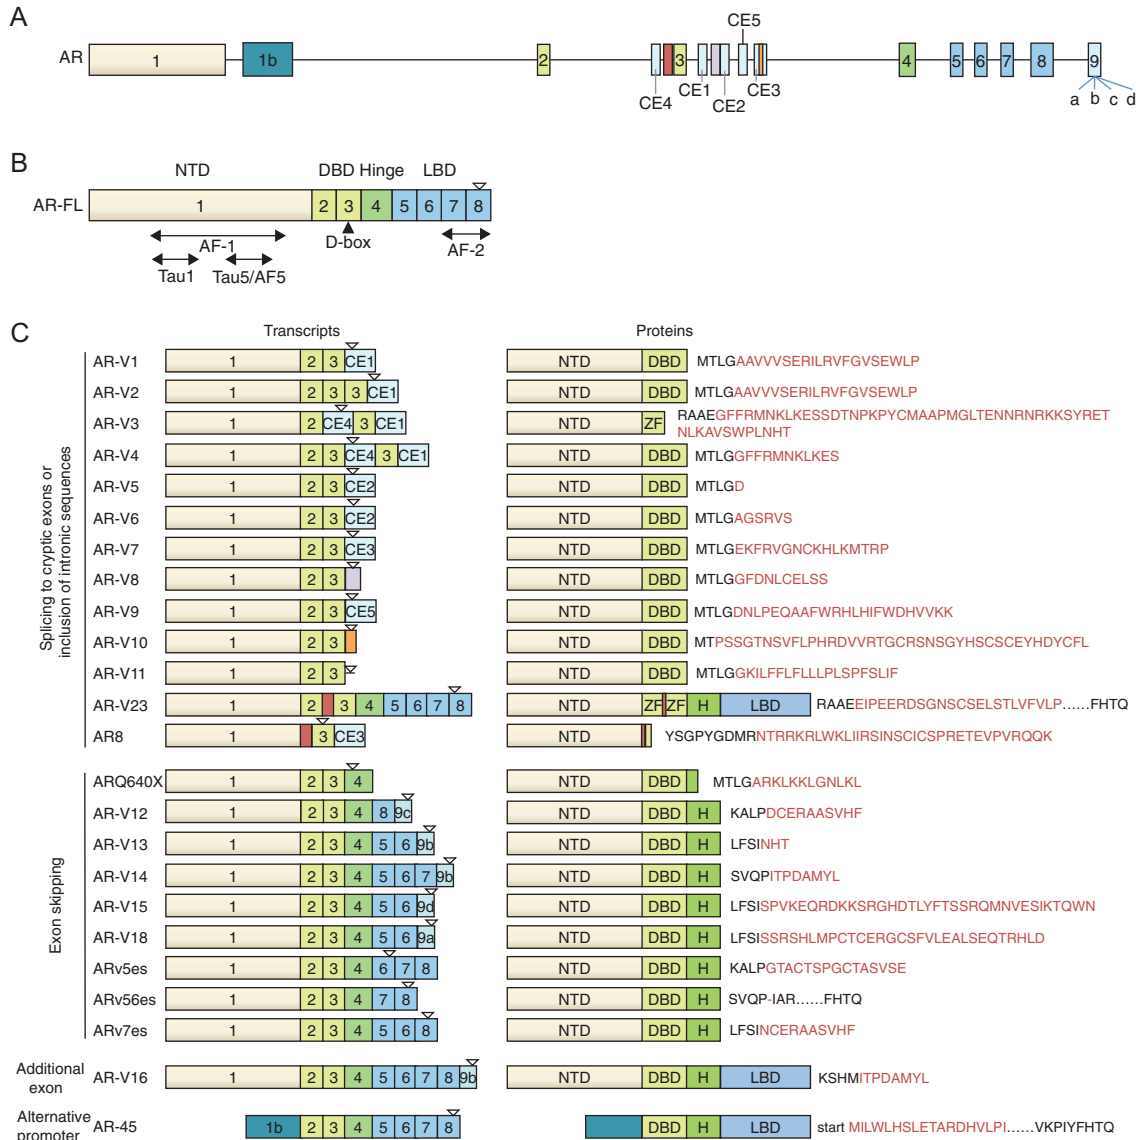 A
CE5
AR 1 1b 2 3 4 5 6 7 8 9
CE4 CE1 CE2 CE3 a b c d
B
NTD DBD Hinge LBD
AR-FL 1 2 3 4 5 6 7 8
AF-1 D-box AF-2
Tau1 Tau5/AF5
C
Transcripts Proteins
Splicing to cryptic exons or
inclusion of intronic sequences
AR-V1 1 2 3 CE1 NTD DBD MTLGAAVVVSERILRVFGVSEWLP
AR-V2 1 2 3 3 CE1 NTD DBD MTLGAAVVVSERILRVFGVSEWLP
AR-V3 1 2 CE4 3 CE1 NTD ZF RAAEGFFRMNKLKESSDTNPKPYCMAAPMGLTENNRNRKKSYRET
NLKAVSWPLNHT
AR-V4 1 2 3 CE4 3 CE1 NTD DBD MTLGGFFRMNKLKES
AR-V5 1 2 3 CE2 NTD DBD MTLGD
AR-V6 1 2 3 CE2 NTD DBD MTLGAGSRVS
AR-V7 1 2 3 CE3 NTD DBD MTLGEKFRVGNCKHLKMTRP
AR-V8 1 2 3 NTD DBD MTLGGFDNLCELSS
AR-V9 1 2 3 CE5 NTD DBD MTLGDNLPEQAAFWRHLHIFWDHVVKK
AR-V10 1 2 3 NTD DBD MTPSSGTNSVFLPHRDVVRTGCRSNSGYHSCSCEYHDYCFL
AR-V11 1 2 3 NTD DBD MTLGGKILFFLFLLLPLSPFSLIF
AR-V23 1 2 3 4 5 6 7 8 NTD ZF ZF H LBD RAAEEIPEERDSGNSCSELSTLVFVLP......FHTQ
AR8 1 3 CE3 NTD YSGPYGDMRNTRRKRLWKLIIRSINSCICSPRETEVPVRQQK
Exon skipping
ARQ640X 1 2 3 4 NTD DBD MTLGARKLKKLGNLKL
AR-V12 1 2 3 4 8 9c NTD DBD H KALPDCERAASVHF
AR-V13 1 2 3 4 5 6 9b NTD DBD H LFSINHT
AR-V14 1 2 3 4 5 6 7 9b NTD DBD H SVQPITPDAMYL
AR-V15 1 2 3 4 5 6 9d NTD DBD H LFSISPVKEQRDKKSRGHDTLYFTSSRQMNVESIKTQWN
AR-V18 1 2 3 4 5 6 9a NTD DBD H LFSISSRSHLMPCTCERGCSFVLEALSEQTRHLD
ARv5es 1 2 3 4 6 7 8 NTD DBD H KALPGTACTSPGCTASVSE
ARv56es 1 2 3 4 7 8 NTD DBD H SVQP-IAR......FHTQ
ARv7es 1 2 3 4 5 6 8 NTD DBD H LFSINCERAASVHF
Additional
exon
AR-V16 1 2 3 4 5 6 7 8 9b NTD DBD H LBD KSHMITPDAMYL
Alternative
promoter
AR-45 1b 2 3 4 5 6 7 8 DBD H LBD start MILWLHSLETARDHVLPI......VKPIYFHTQ